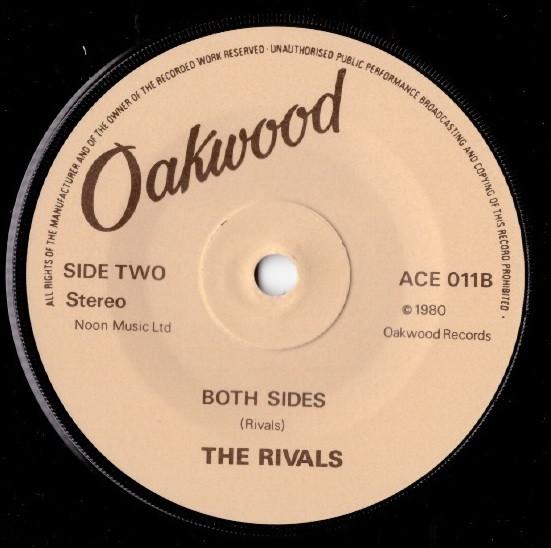 ALL RIGHTS OF THE MANUFACTURER AND OF THE OWNER OF THE RECORDED WORK RESERVED · UNAUTHORISED PUBLIC PERFORMANCE BROADCASTING AND COPYING OF THIS RECORD PROHIBITED ·
Oakwood
SIDE TWO
Stereo
Noon Music Ltd
ACE 011B
© 1980
Oakwood Records
BOTH SIDES
(Rivals)
THE RIVALS